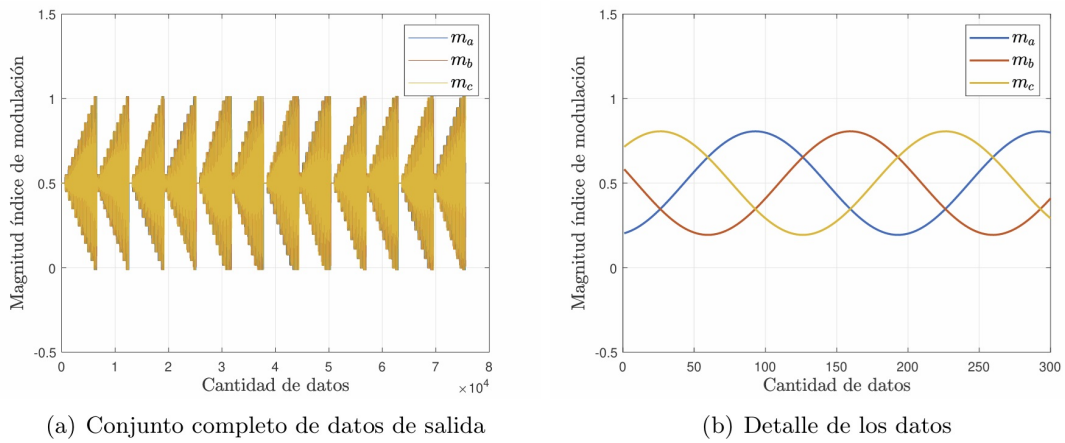 1.5
1
0.5
0
-0.5
Magnitud índice de modulación
m_a
m_b
m_c
0 1 2 3 4 5 6 7 8
×10^4
Cantidad de datos
(a) Conjunto completo de datos de salida
1.5
1
0.5
0
-0.5
Magnitud índice de modulación
m_a
m_b
m_c
0 50 100 150 200 250 300
Cantidad de datos
(b) Detalle de los datos